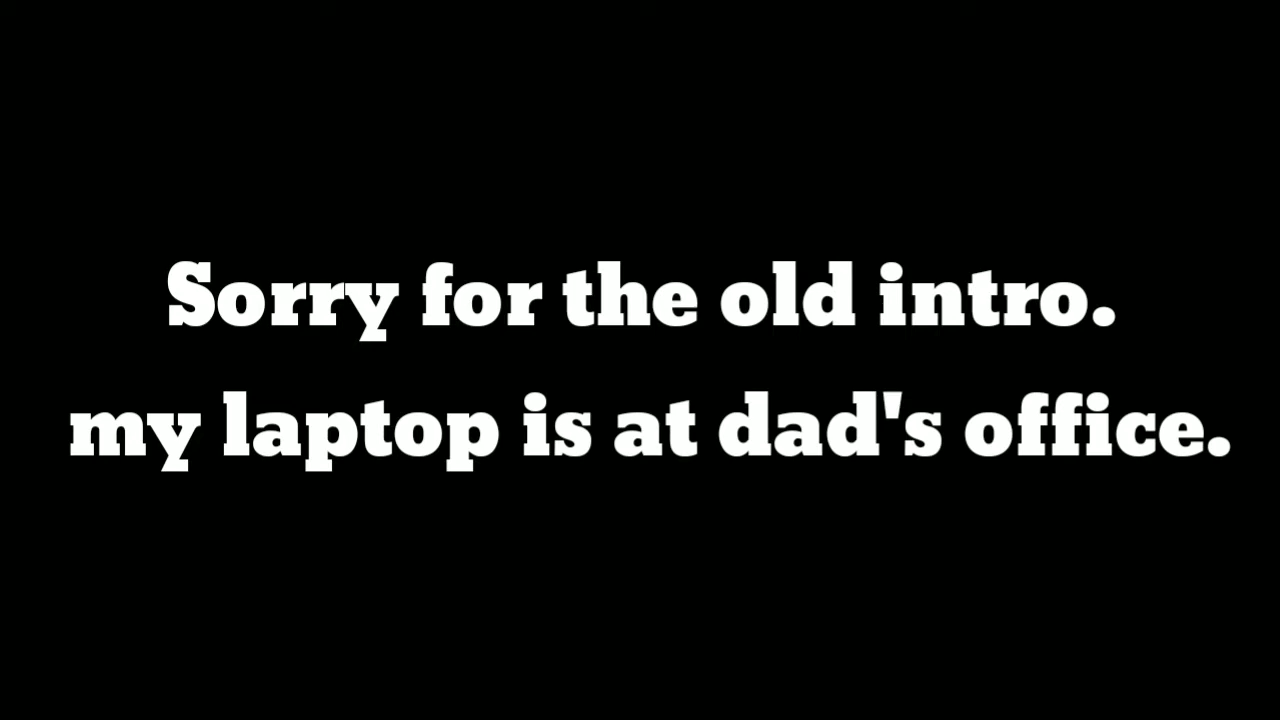 Sorry for the old intro.
my laptop is at dad's office.